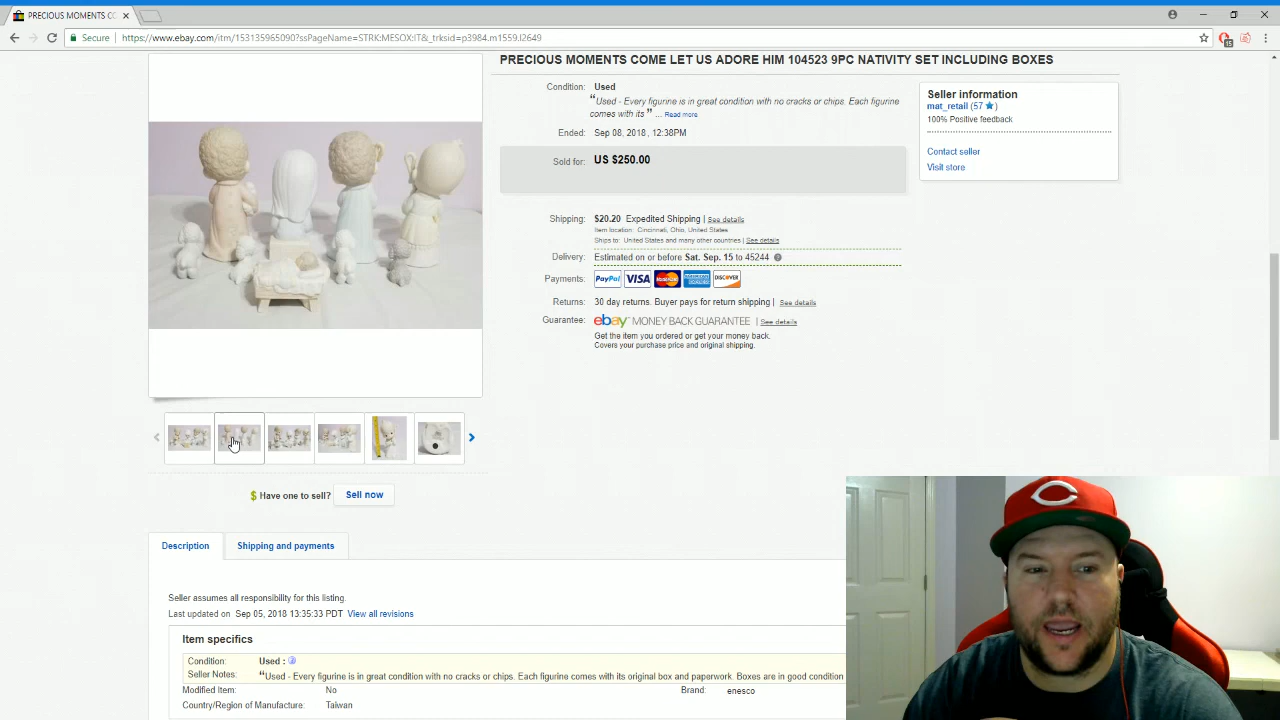 PRECIOUS MOMENTS CO
Secure
https://www.ebay.com/itm/153135965090?ssPageName=STRK:MESOX:IT&_trksid=p3984.m1559.l2649
15
PRECIOUS MOMENTS COME LET US ADORE HIM 104523 9PC NATIVITY SET INCLUDING BOXES
Condition: Used
“Used - Every figurine is in great condition with no cracks or chips. Each figurine
comes with its ” ... Read more
Ended: Sep 08, 2018 , 12:38PM
Sold for: US $250.00
Shipping: $20.20 Expedited Shipping | See details
Item location: Cincinnati, Ohio, United States
Ships to: United States and many other countries | See details
Delivery: Estimated on or before Sat. Sep. 15 to 45244
Payments: PayPal VISA MasterCard DISCOVER
Returns: 30 day returns. Buyer pays for return shipping | See details
Guarantee: ebay MONEY BACK GUARANTEE | See details
Get the item you ordered or get your money back.
Covers your purchase price and original shipping.
Seller information
mat_retail (57 )
100% Positive feedback
Contact seller
Visit store
$ Have one to sell? Sell now
Description
Shipping and payments
Seller assumes all responsibility for this listing.
Last updated on Sep 05, 2018 13:35:33 PDT View all revisions
Item specifics
Condition: Used :
Seller Notes: “Used - Every figurine is in great condition with no cracks or chips. Each figurine comes with its original box and paperwork. Boxes are in good condition
Modified Item: No
Brand: enesco
Country/Region of Manufacture: Taiwan